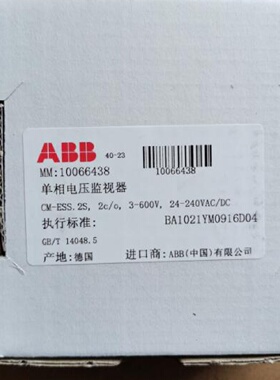 ABB 40-23
MM:10066438 10066438
单相电压监视器
CM-ESS.2S, 2c/o, 3-600V, 24-240VAC/DC
执行标准: BA1021YM0916D04
GB/T 14048.5
产地:德国 进口商:ABB(中国)有限公司